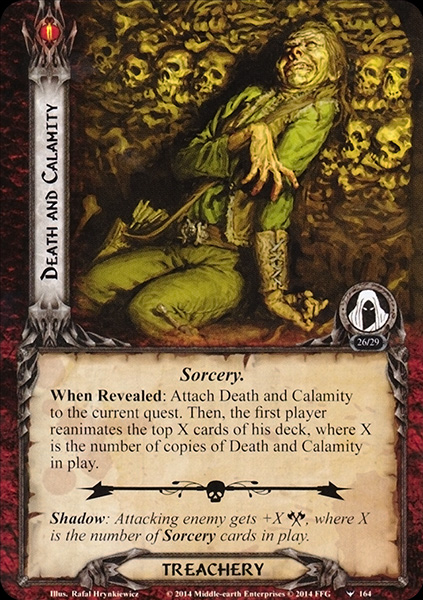 DEATH AND CALAMITY
26/29
Sorcery.
When Revealed: Attach Death and Calamity
to the current quest. Then, the first player
reanimates the top X cards of his deck, where X
is the number of copies of Death and Calamity
in play.
Shadow: Attacking enemy gets +X , where X
is the number of Sorcery cards in play.
TREACHERY
Illus. Rafał Hrynkiewicz © 2014 Middle-earth Enterprises © 2014 FFG 164